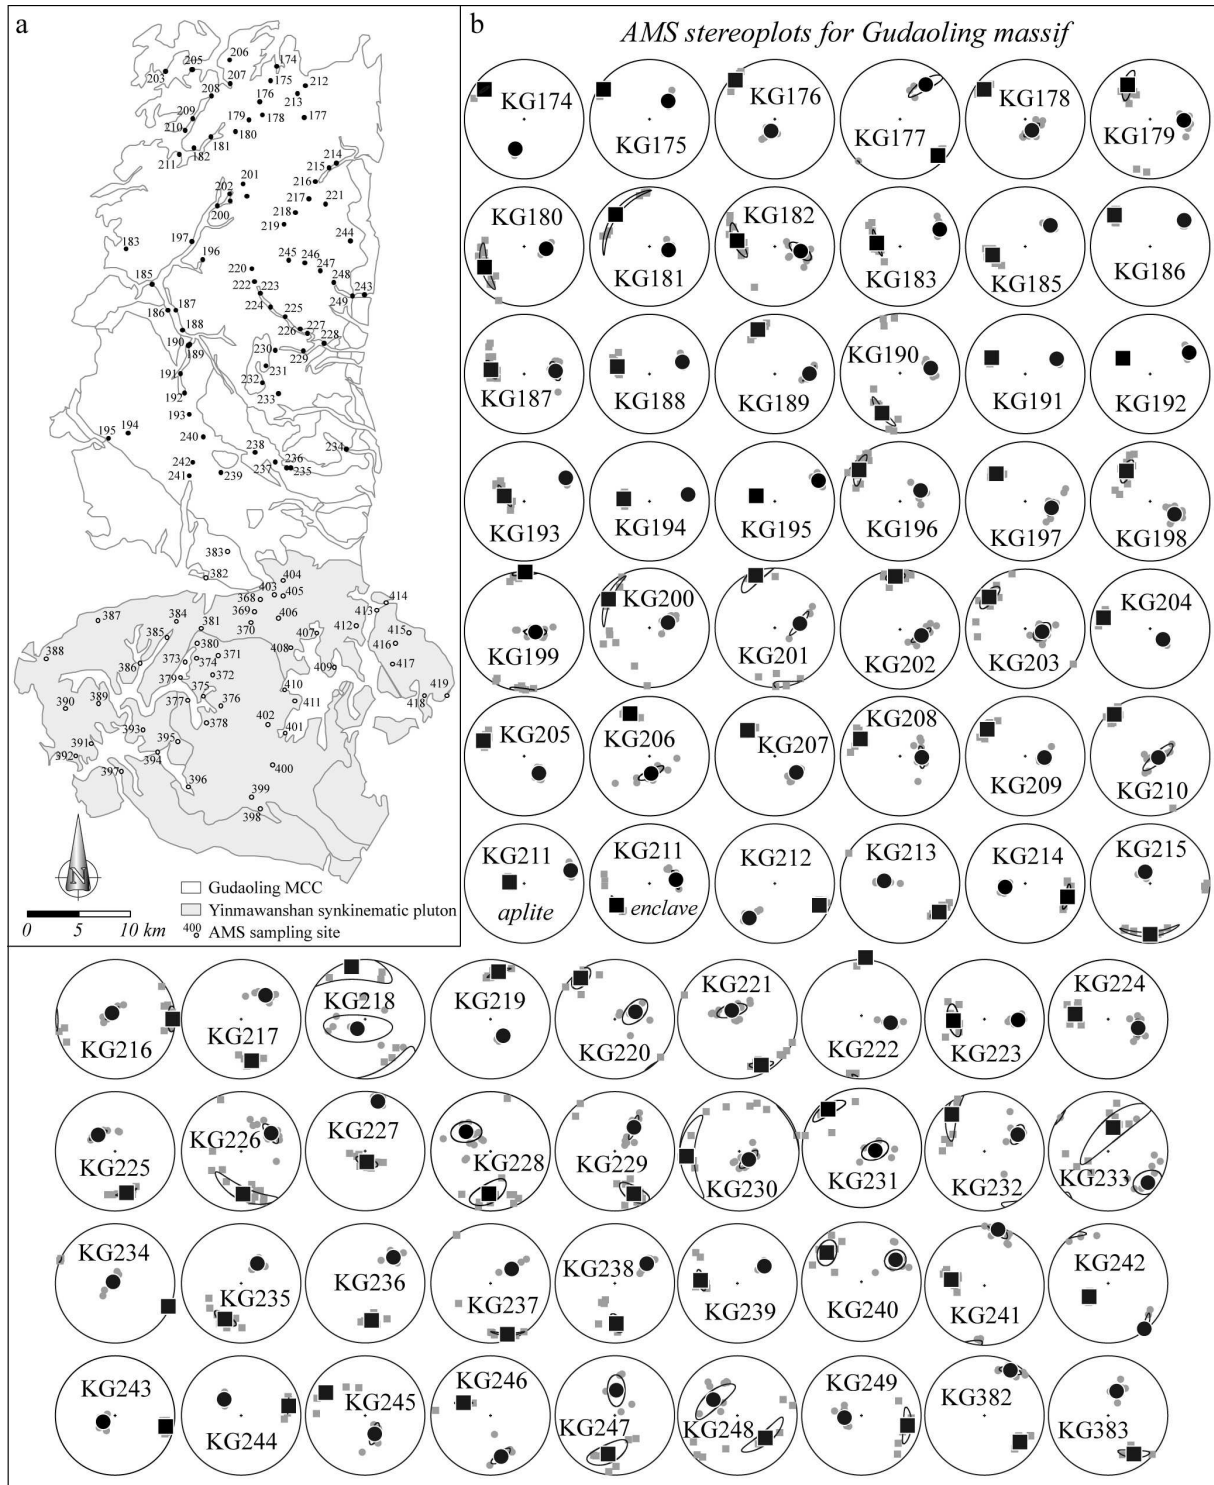 a
206
205
203
174
207
175
212
208
176
213
209
179
178
177
210
180
181
182
211
214
215
216
201
202
217
221
200
218
219
197
244
183
196
245
246
220
247
185
222
223
248
243
249
224
225
186
187
188
226
227
228
190
189
230
229
191
231
232
192
233
193
194
195
240
238
234
236
237
235
242
241
239
383
382
404
403
405
368
414
387
384
369
406
413
381
370
412
407
415
385
380
408
416
388
371
373
374
386
409
417
372
379
410
419
375
389
376
411
418
390
377
378
402
401
393
391
395
392
394
397
400
396
399
398
N
Gudaoling MCC
Yinmawanshan synkinematic pluton
400 AMS sampling site
0 5 10 km
b
AMS stereoplots for Gudaoling massif
KG174
KG175
KG176
KG177
KG178
KG179
KG180
KG181
KG182
KG183
KG185
KG186
KG187
KG188
KG189
KG190
KG191
KG192
KG193
KG194
KG195
KG196
KG197
KG198
KG199
KG200
KG201
KG202
KG203
KG204
KG205
KG206
KG207
KG208
KG209
KG210
KG211
aplite
KG211
enclave
KG212
KG213
KG214
KG215
KG216
KG217
KG218
KG219
KG220
KG221
KG222
KG223
KG224
KG225
KG226
KG227
KG228
KG229
KG230
KG231
KG232
KG233
KG234
KG235
KG236
KG237
KG238
KG239
KG240
KG241
KG242
KG243
KG244
KG245
KG246
KG247
KG248
KG249
KG382
KG383